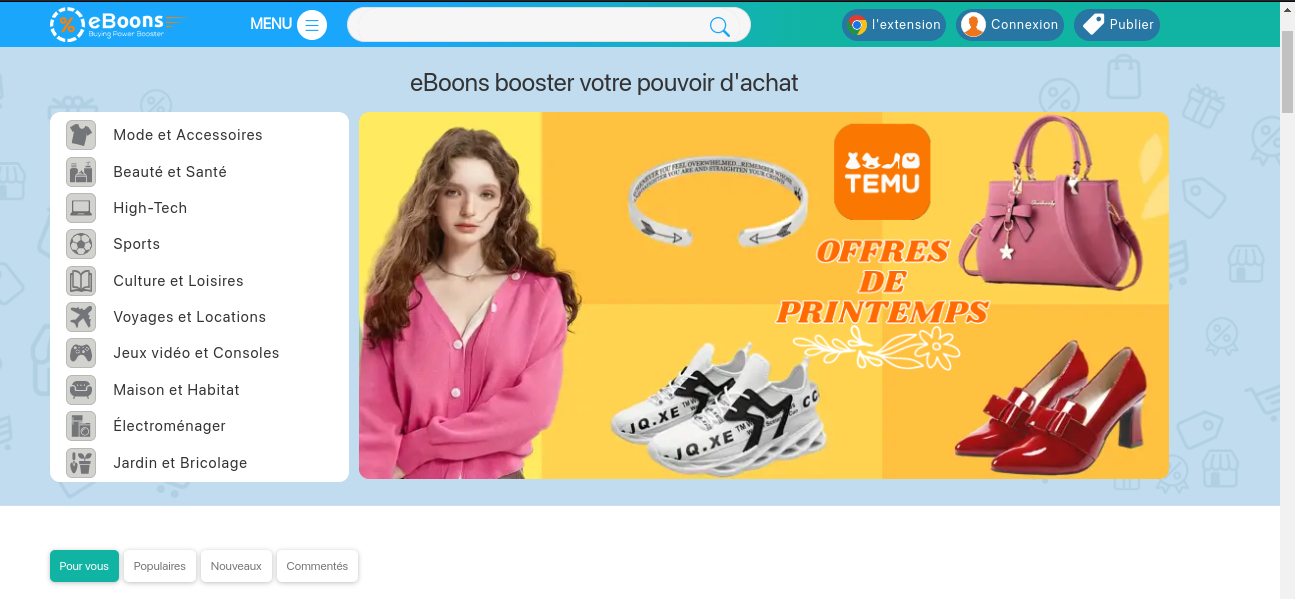 eBoons
Buying Power Booster
MENU
l'extension
Connexion
Publier
eBoons booster votre pouvoir d'achat
Mode et Accessoires
Beauté et Santé
High-Tech
Sports
Culture et Loisires
Voyages et Locations
Jeux vidéo et Consoles
Maison et Habitat
Électroménager
Jardin et Bricolage
TEMU
OFFRES
DE
PRINTEMPS
JQ.XE
JQ.XE
Pour vous
Populaires
Nouveaux
Commentés